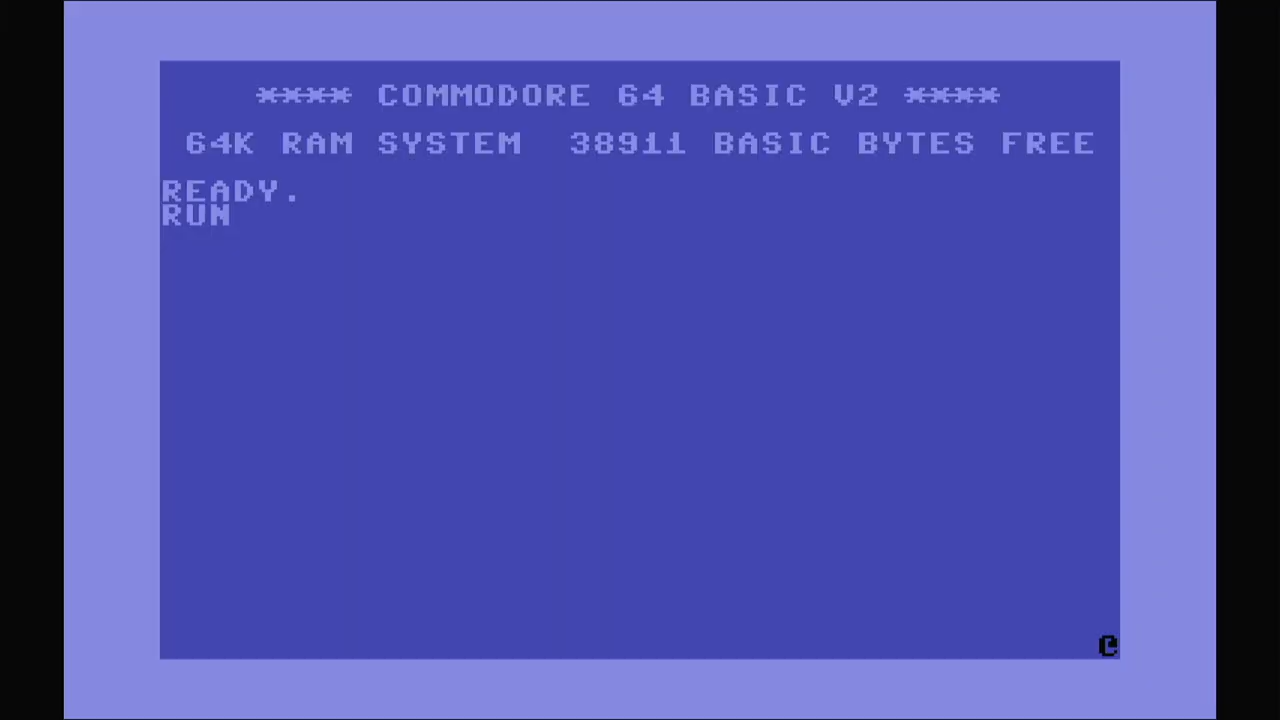 **** COMMODORE 64 BASIC V2 ****
64K RAM SYSTEM  38911 BASIC BYTES FREE
READY.
RUN